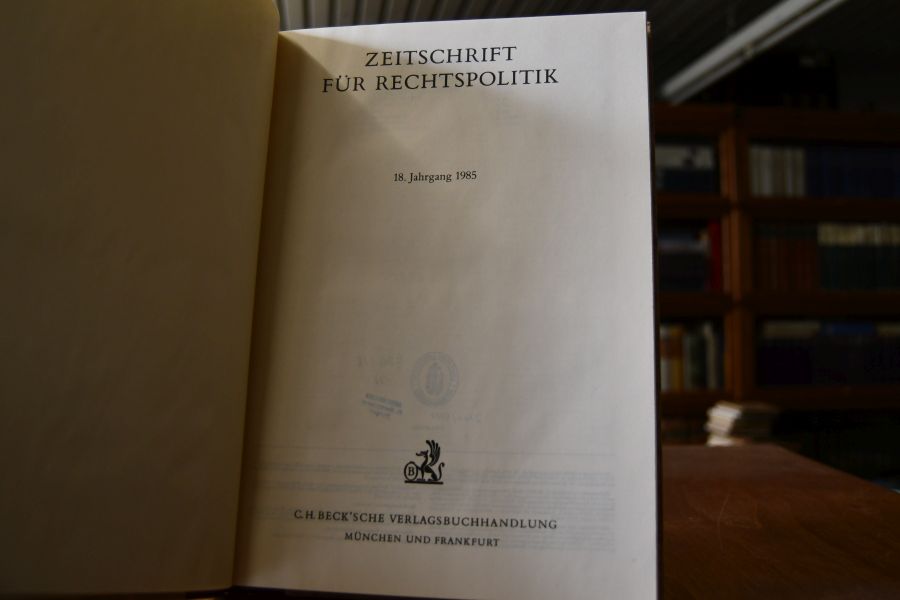 ZEITSCHRIFT
FÜR RECHTSPOLITIK
18. Jahrgang 1985
B
C.H.BECK'SCHE VERLAGSBUCHHANDLUNG
MÜNCHEN UND FRANKFURT